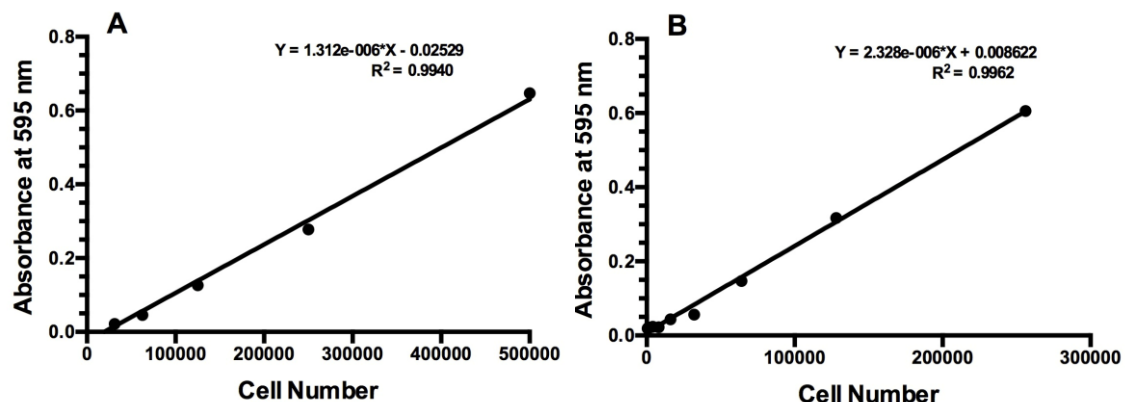 A
Y = 1.312e-006*X - 0.02529
R² = 0.9940
Absorbance at 595 nm
0.8
0.6
0.4
0.2
0.0
0
100000
200000
300000
400000
500000
Cell Number
B
Y = 2.328e-006*X + 0.008622
R² = 0.9962
Absorbance at 595 nm
0.8
0.6
0.4
0.2
0.0
0
100000
200000
300000
Cell Number